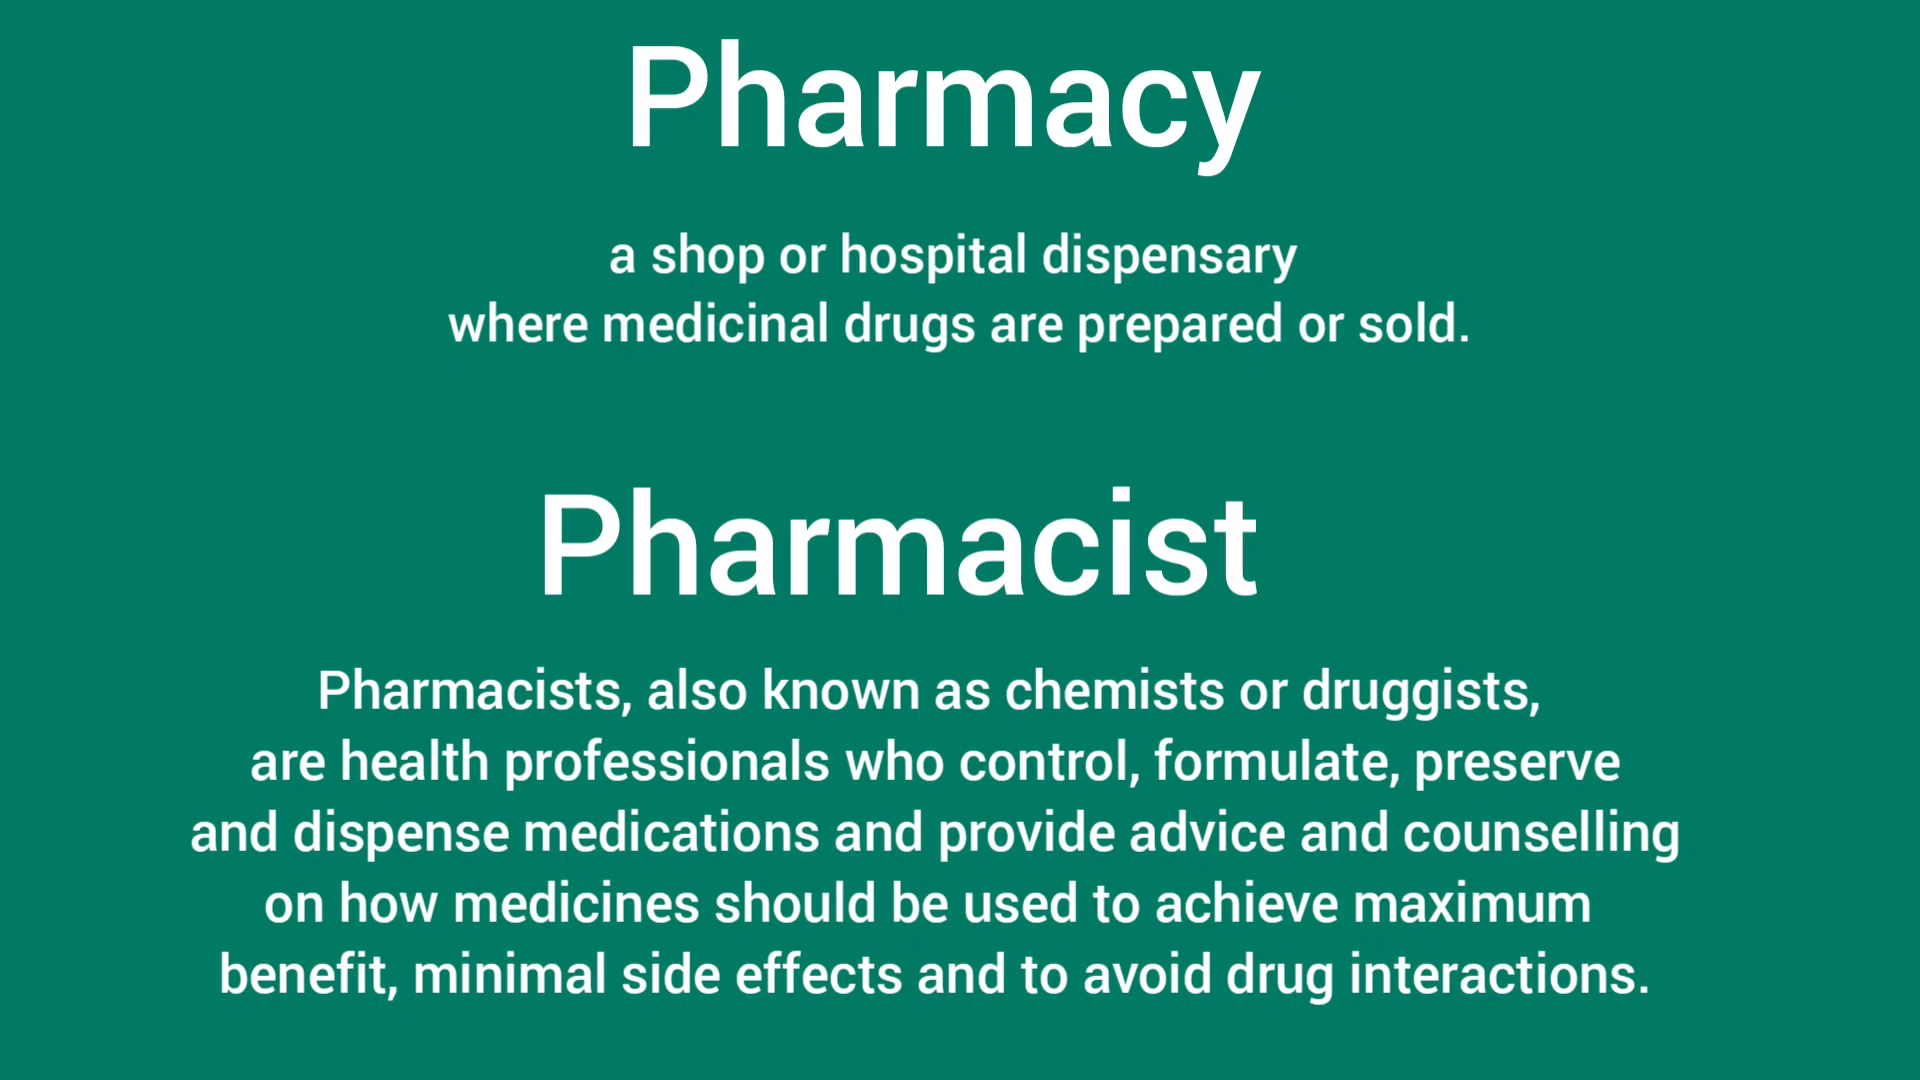 Pharmacy
a shop or hospital dispensary
where medicinal drugs are prepared or sold.
Pharmacist
Pharmacists, also known as chemists or druggists,
are health professionals who control, formulate, preserve
and dispense medications and provide advice and counselling
on how medicines should be used to achieve maximum
benefit, minimal side effects and to avoid drug interactions.